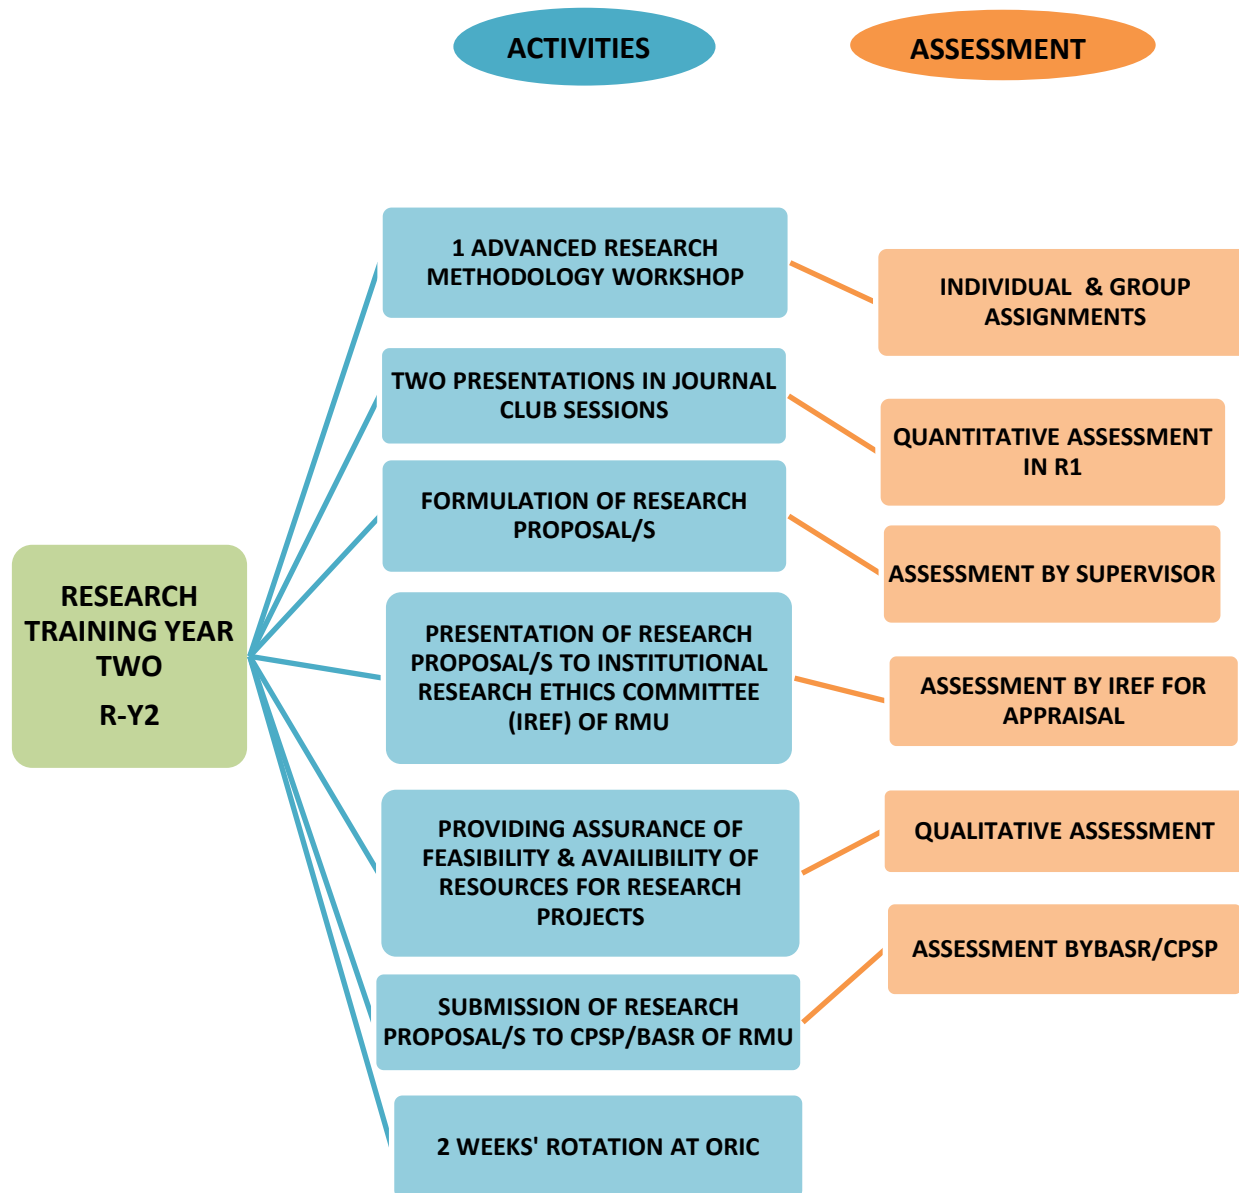 ACTIVITIES
ASSESSMENT
RESEARCH
TRAINING YEAR
TWO
R-Y2
1 ADVANCED RESEARCH
METHODOLOGY WORKSHOP
INDIVIDUAL & GROUP
ASSIGNMENTS
TWO PRESENTATIONS IN JOURNAL
CLUB SESSIONS
QUANTITATIVE ASSESSMENT
IN R1
FORMULATION OF RESEARCH
PROPOSAL/S
ASSESSMENT BY SUPERVISOR
PRESENTATION OF RESEARCH
PROPOSAL/S TO INSTITUTIONAL
RESEARCH ETHICS COMMITTEE
(IREF) OF RMU
ASSESSMENT BY IREF FOR
APPRAISAL
PROVIDING ASSURANCE OF
FEASIBILITY & AVAILIBILITY OF
RESOURCES FOR RESEARCH
PROJECTS
QUALITATIVE ASSESSMENT
SUBMISSION OF RESEARCH
PROPOSAL/S TO CPSP/BASR OF RMU
ASSESSMENT BYBASR/CPSP
2 WEEKS' ROTATION AT ORIC